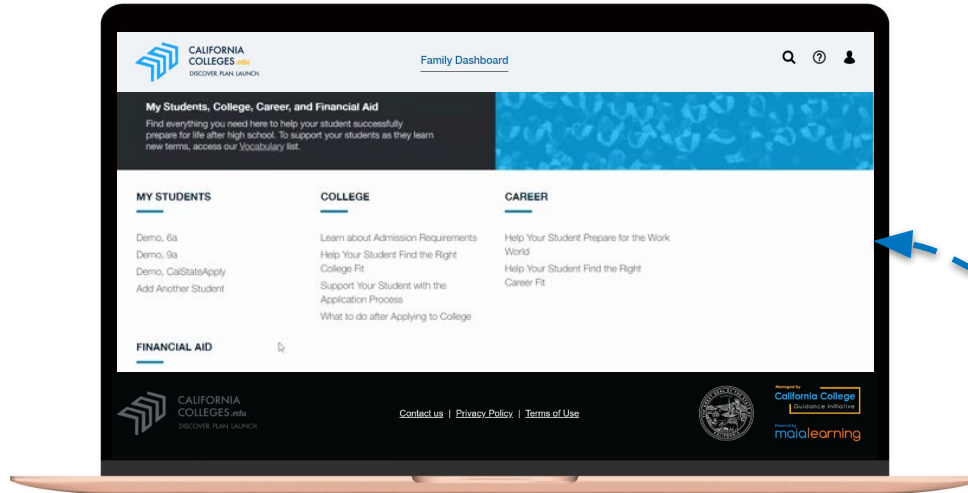 CALIFORNIA
COLLEGES.edu
DISCOVER. PLAN. LAUNCH.
Family Dashboard
My Students, College, Career, and Financial Aid
Find everything you need here to help your student successfully
prepare for life after high school. To support your students as they learn
new terms, access our Vocabulary list.
MY STUDENTS
Demo, 6a
Demo, 9a
Demo, CalStateApply
Add Another Student
COLLEGE
Learn about Admission Requirements
Help Your Student Find the Right
College Fit
Support Your Student with the
Application Process
What to do after Applying to College
CAREER
Help Your Student Prepare for the Work
World
Help Your Student Find the Right
Career Fit
FINANCIAL AID
CALIFORNIA
COLLEGES.edu
DISCOVER. PLAN. LAUNCH.
Contact us | Privacy Policy | Terms of Use
Managed by
California College
Guidance Initiative
Powered by
maialearning